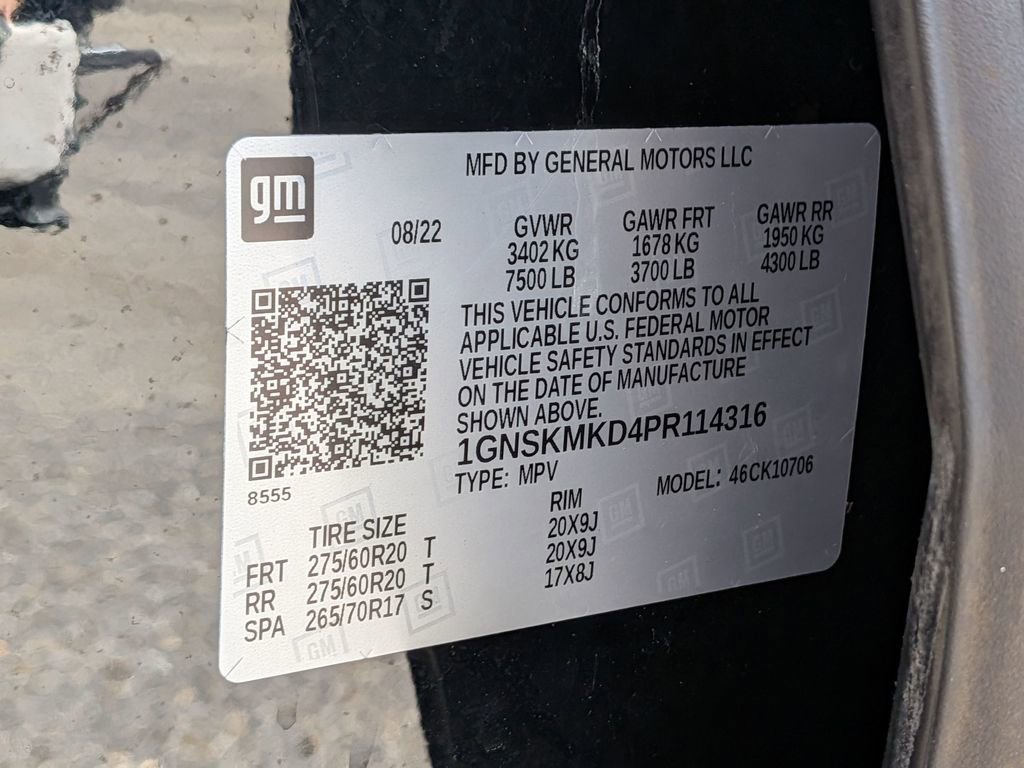 gm
MFD BY GENERAL MOTORS LLC
08/22 GVWR GAWR FRT GAWR RR
3402 KG 1678 KG 1950 KG
7500 LB 3700 LB 4300 LB
THIS VEHICLE CONFORMS TO ALL
APPLICABLE U.S. FEDERAL MOTOR
VEHICLE SAFETY STANDARDS IN EFFECT
ON THE DATE OF MANUFACTURE
SHOWN ABOVE.
1GNSKMKD4PR114316
TYPE: MPV MODEL: 46CK10706
8555
TIRE SIZE RIM
FRT 275/60R20 T 20X9J
RR 275/60R20 T 20X9J
SPA 265/70R17 S 17X8J